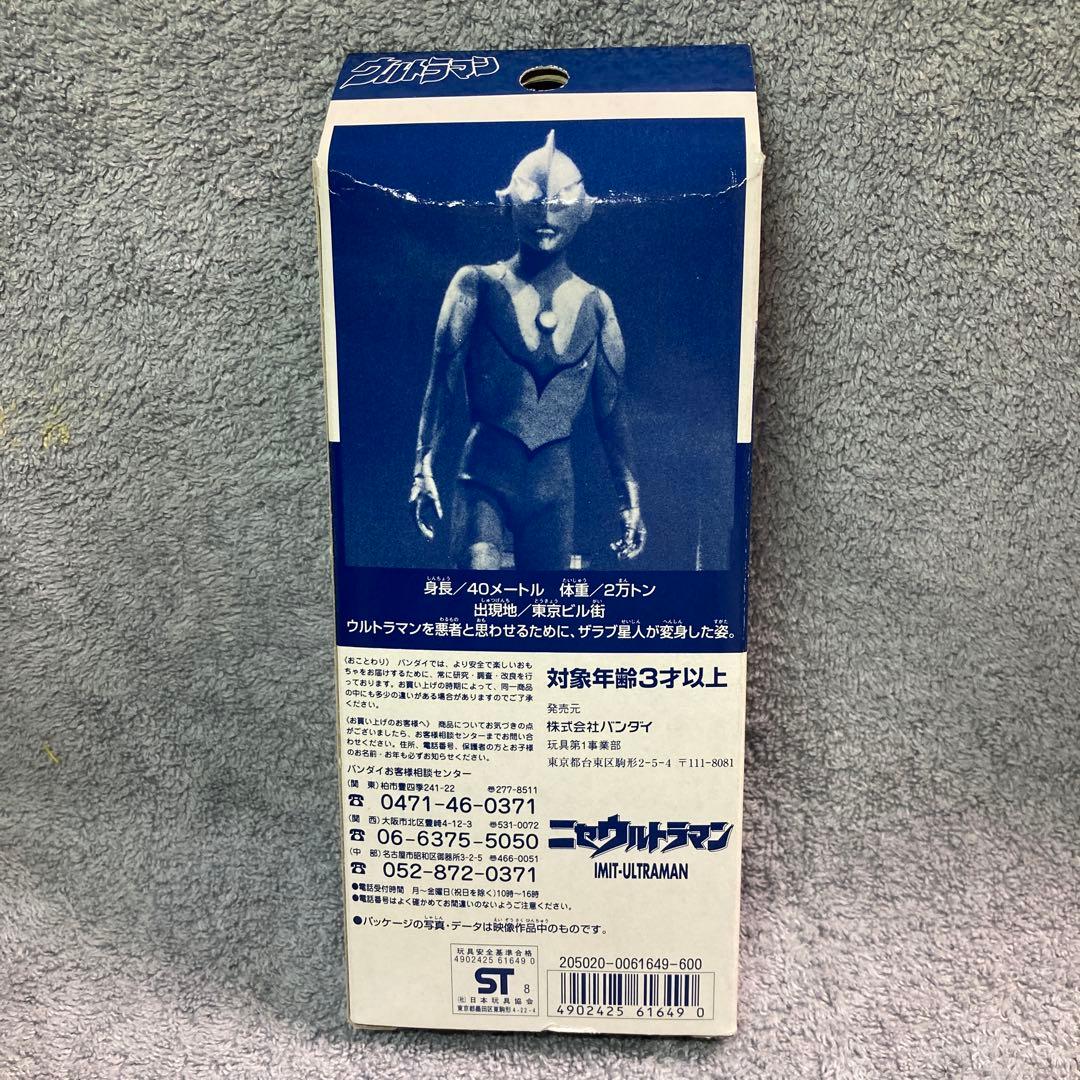 ウルトラマン
身長/40メートル 体重/2万トン
出現地/東京ビル街
ウルトラマンを悪者と思わせるために、ザラブ星人が変身した姿。
〈おことわり〉 バンダイでは、より安全で楽しいおも
ちゃをお届けするために、常に研究・調査・改良を行
っております。お買い上げの時期によって、同一商品
の中にも多少の違いがある場合がありますのでご了承
ください。
〈お買い上げのお客様へ〉 商品についてお気づきの点
がございましたら、お客様相談センターまでお問い合
わせください。住所、電話番号、保護者の方とお子様
のお名前・お年も必ずお知らせください。
バンダイお客様相談センター
(関 東)柏市豊四季241-22 〠277-8511
☎ 0471-46-0371
(関 西)大阪市北区豊崎4-12-3 〠531-0072
☎ 06-6375-5050
(中 部)名古屋市昭和区御器所3-2-5 〠466-0051
☎ 052-872-0371
●電話受付時間 月〜金曜日(祝日を除く)10時〜16時
●電話番号はよく確かめてお間違いのないようご注意ください。
対象年齢3才以上
発売元
株式会社バンダイ
玩具第1事業部
東京都台東区駒形2-5-4 〒111-8081
ニセウルトラマン
IMIT-ULTRAMAN
●パッケージの写真・データは映像作品中のものです。
玩具安全基準合格
4902425 61649 0
ST 8
(社)日本玩具協会
東京都墨田区東駒形4-22-4
205020-0061649-600
4902425 616490